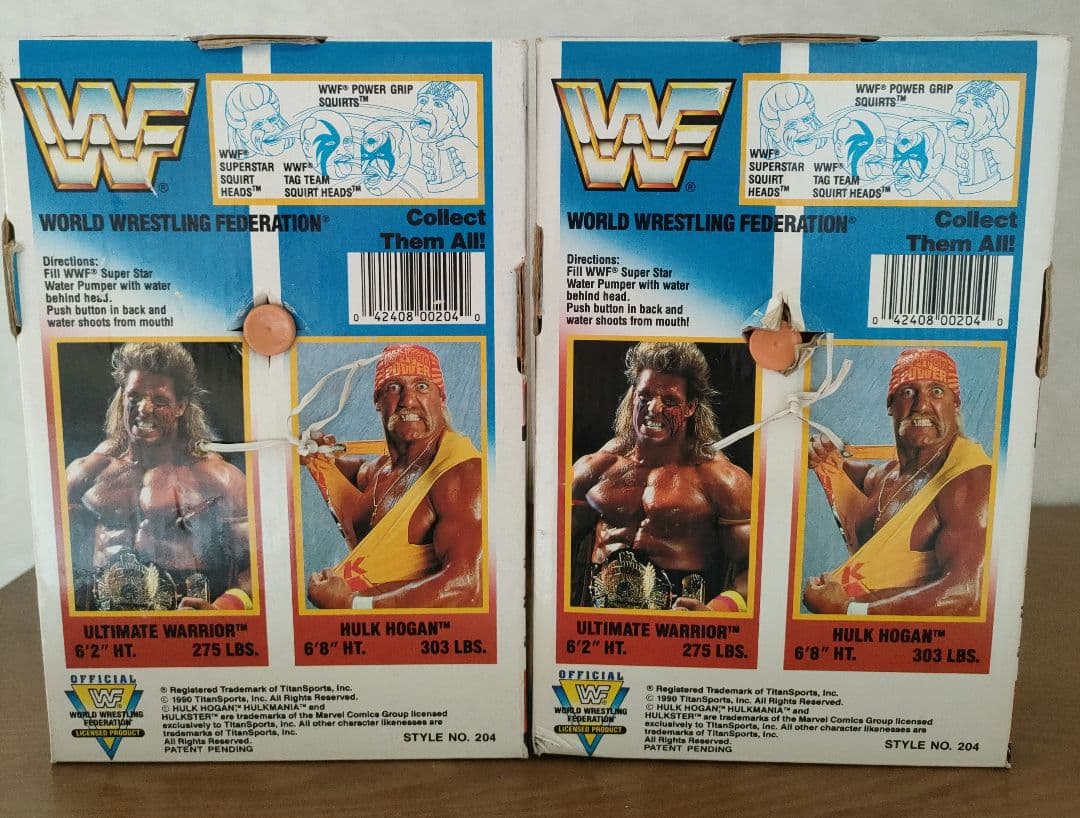 WWF®
WWF® POWER GRIP
SQUIRTS™
WWF®
SUPERSTAR
SQUIRT
HEADS™
WWF®
TAG TEAM
SQUIRT HEADS™
WORLD WRESTLING FEDERATION®
Collect
Them All!
Directions:
Fill WWF® Super Star
Water Pumper with water
behind head.
Push button in back and
water shoots from mouth!
0 42408 00204 0
POWER
ULTIMATE WARRIOR™
6'2" HT. 275 LBS.
HULK HOGAN™
6'8" HT. 303 LBS.
OFFICIAL
WF
WORLD WRESTLING
FEDERATION
LICENSED PRODUCT
® Registered Trademark of TitanSports, Inc.
© 1990 TitanSports, Inc. All Rights Reserved.
© HULK HOGAN,™ HULKMANIA™ and
HULKSTER™ are trademarks of the Marvel Comics Group licensed
exclusively to TitanSports, Inc. All other character likenesses are
trademarks of TitanSports, Inc.
All Rights Reserved.
PATENT PENDING
STYLE NO. 204
WWF®
WWF® POWER GRIP
SQUIRTS™
WWF®
SUPERSTAR
SQUIRT
HEADS™
WWF®
TAG TEAM
SQUIRT HEADS™
WORLD WRESTLING FEDERATION®
Collect
Them All!
Directions:
Fill WWF® Super Star
Water Pumper with water
behind head.
Push button in back and
water shoots from mouth!
0 42408 00204 0
POWER
ULTIMATE WARRIOR™
6'2" HT. 275 LBS.
HULK HOGAN™
6'8" HT. 303 LBS.
OFFICIAL
WF
WORLD WRESTLING
FEDERATION
LICENSED PRODUCT
® Registered Trademark of TitanSports, Inc.
© 1990 TitanSports, Inc. All Rights Reserved.
© HULK HOGAN,™ HULKMANIA™ and
HULKSTER™ are trademarks of the Marvel Comics Group licensed
exclusively to TitanSports, Inc. All other character likenesses are
trademarks of TitanSports, Inc.
All Rights Reserved.
PATENT PENDING
STYLE NO. 204